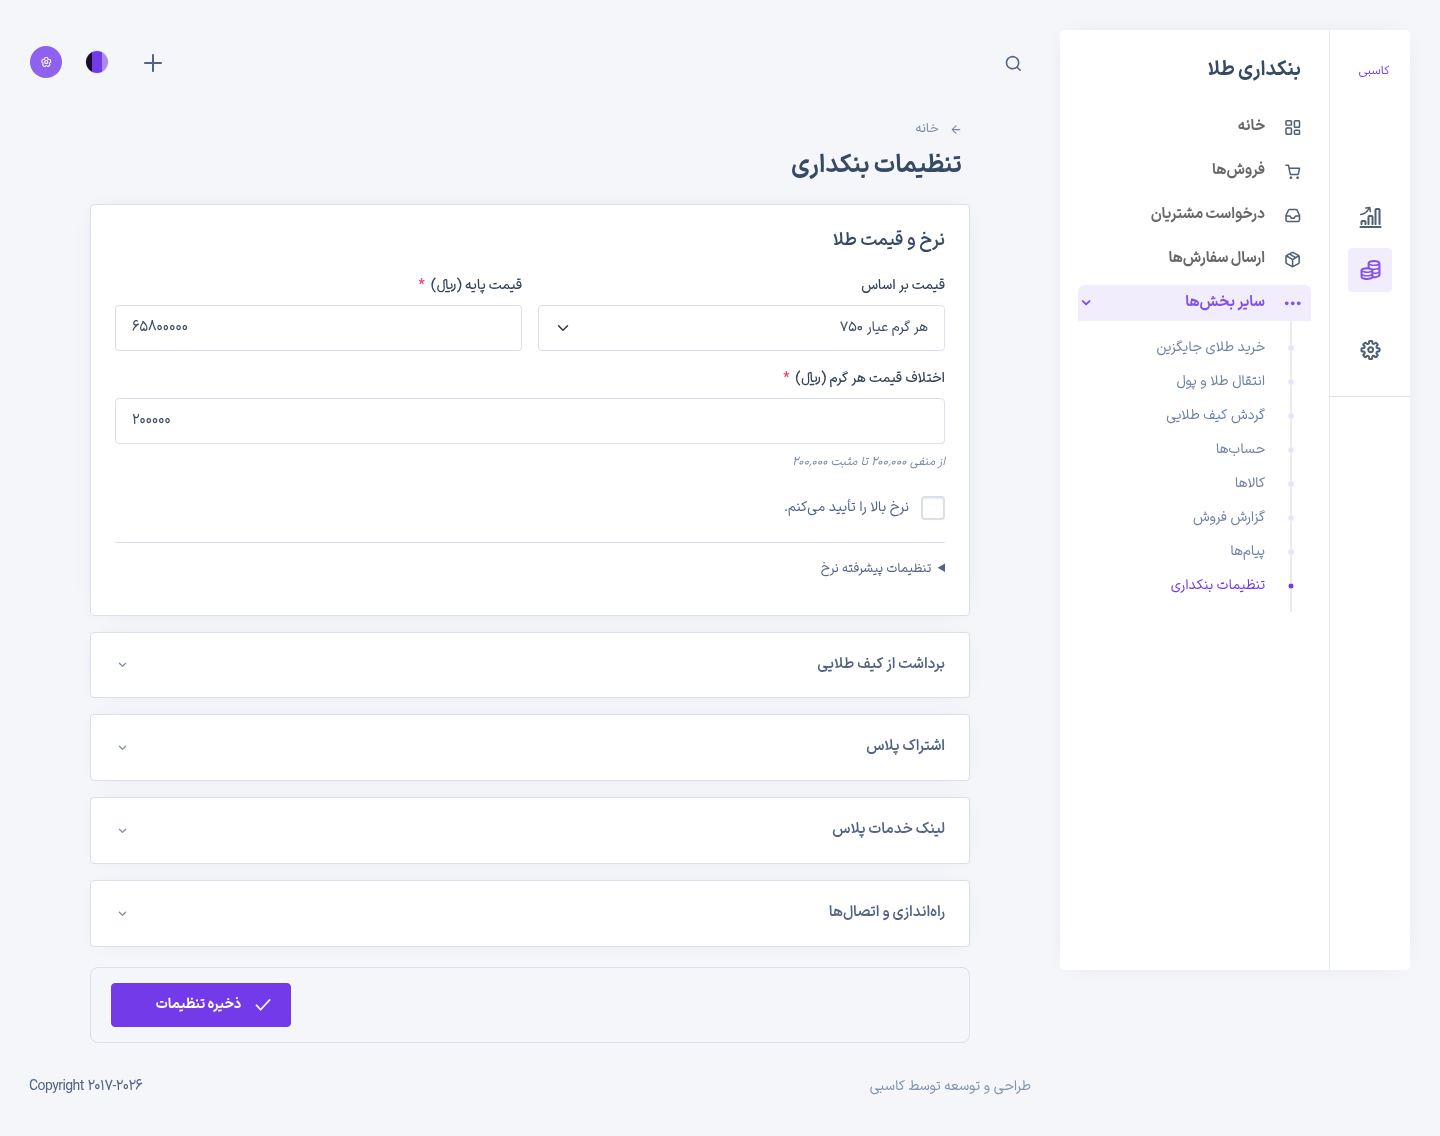 کاسبی
بنکداری طلا
خانه
فروش‌ها
درخواست مشتریان
ارسال سفارش‌ها
سایر بخش‌ها
خرید طلای جایگزین
انتقال طلا و پول
گردش کیف طلایی
حساب‌ها
کالاها
گزارش فروش
پیام‌ها
تنظیمات بنکداری
خانه
تنظیمات بنکداری
نرخ و قیمت طلا
قیمت بر اساس
هر گرم عیار ۷۵۰
قیمت پایه (ریال) *
۶۵۸۰۰۰۰۰
اختلاف قیمت هر گرم (ریال) *
۲۰۰۰۰۰
از منفی ۲۰۰,۰۰۰ تا مثبت ۲۰۰,۰۰۰
نرخ بالا را تأیید می‌کنم.
تنظیمات پیشرفته نرخ
برداشت از کیف طلایی
اشتراک پلاس
لینک خدمات پلاس
راه‌اندازی و اتصال‌ها
ذخیره تنظیمات
طراحی و توسعه توسط کاسبی
Copyright ۲۰۱۷-۲۰۲۶